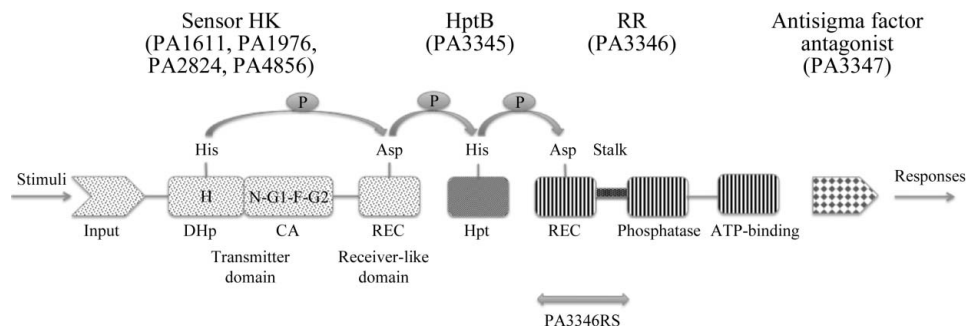 Sensor HK
(PA1611, PA1976,
PA2824, PA4856)
HptB
(PA3345)
RR
(PA3346)
Antisigma factor
antagonist
(PA3347)
P
P
P
His
Asp
His
Asp
Stalk
Stimuli
Responses
H
N-G1-F-G2
Input
DHp
CA
REC
Hpt
REC
Phosphatase
ATP-binding
Transmitter
domain
Receiver-like
domain
PA3346RS